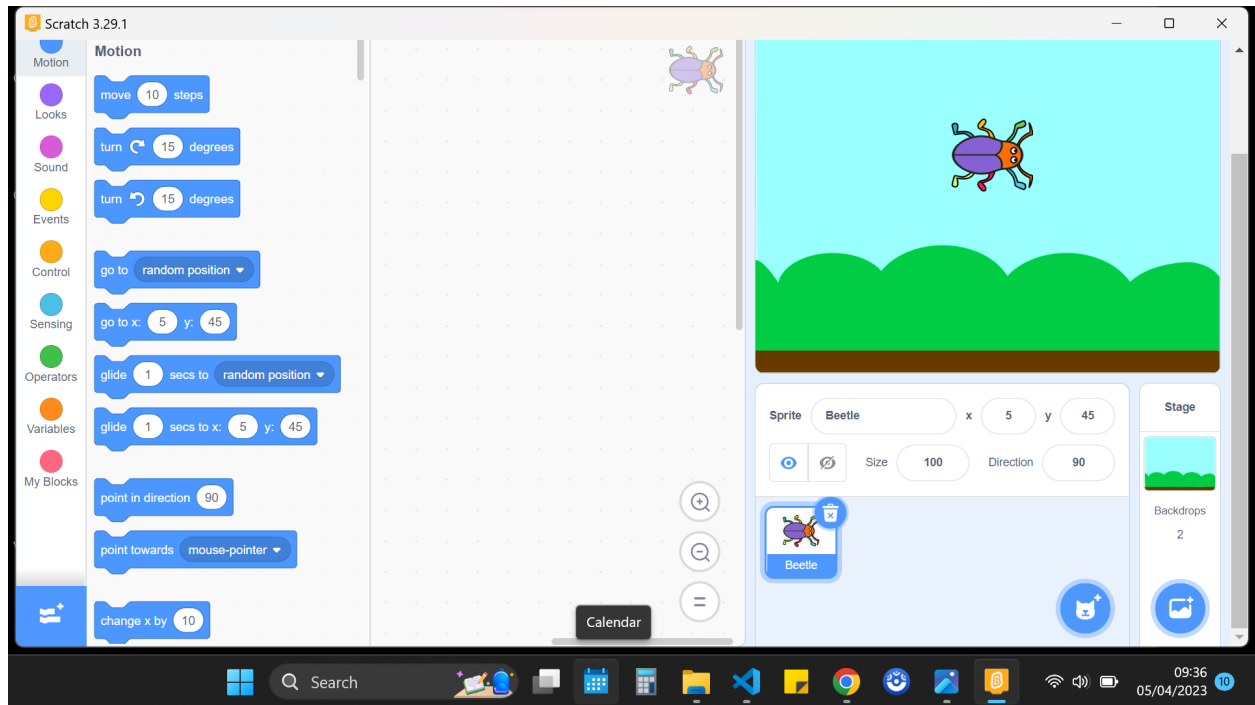 Scratch 3.29.1
Motion
Looks
Sound
Events
Control
Sensing
Operators
Variables
My Blocks
Motion
move 10 steps
turn 15 degrees
turn 15 degrees
go to random position
go to x: 5 y: 45
glide 1 secs to random position
glide 1 secs to x: 5 y: 45
point in direction 90
point towards mouse-pointer
change x by 10
Sprite Beetle x 5 y 45
Size 100 Direction 90
Beetle
Stage
Backdrops
2
Calendar
Search
09:36
05/04/2023
10